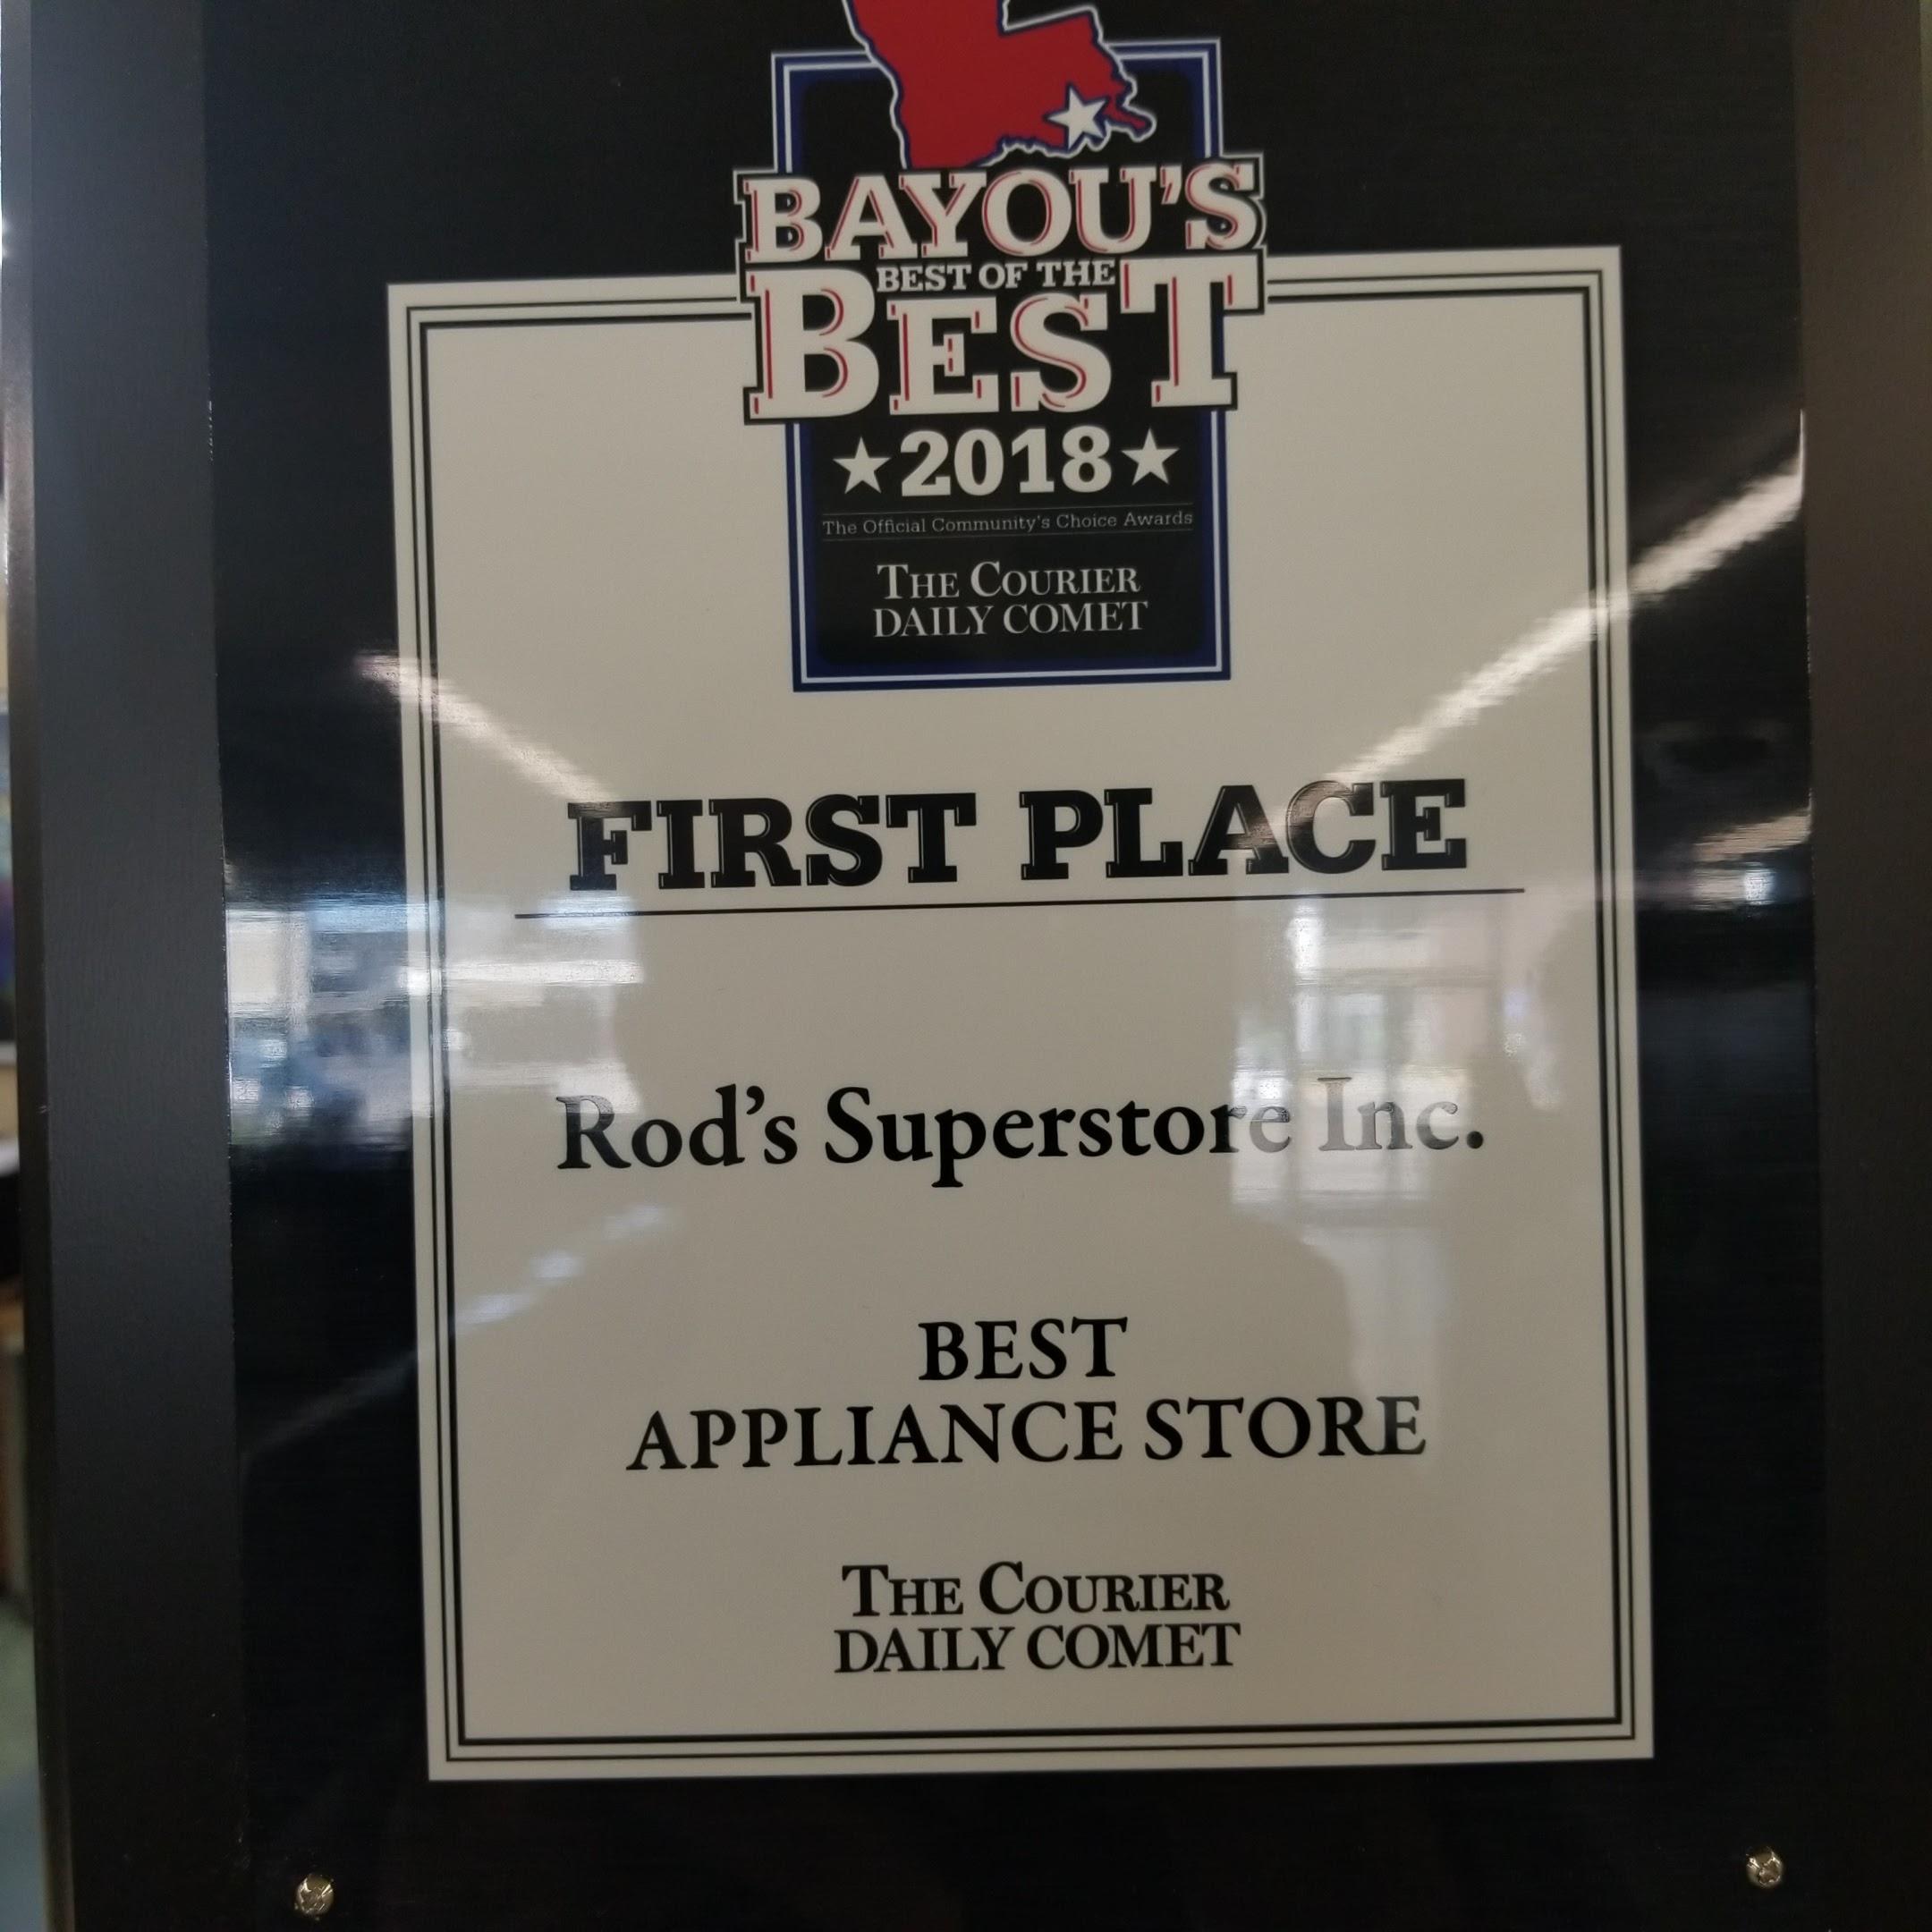 BAYOU'S
BEST OF THE
BEST
★2018★
The Official Community's Choice Awards
THE COURIER
DAILY COMET
FIRST PLACE
Rod's Superstore Inc.
BEST
APPLIANCE STORE
THE COURIER
DAILY COMET